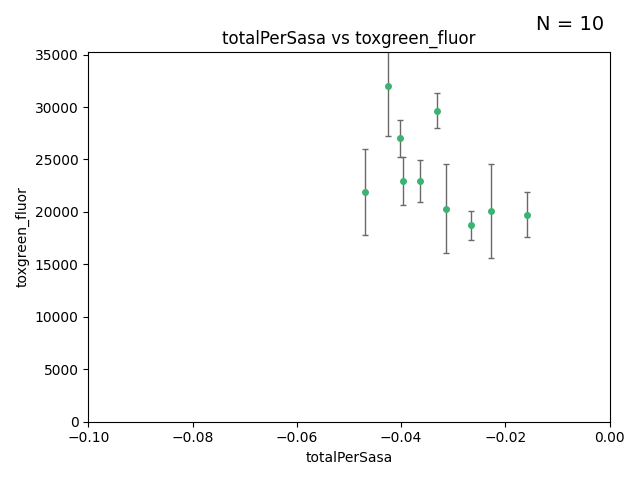 N = 10
totalPerSasa vs toxgreen_fluor
35000
30000
25000
20000
15000
10000
5000
0
toxgreen_fluor
−0.10 −0.08 −0.06 −0.04 −0.02 0.00
totalPerSasa